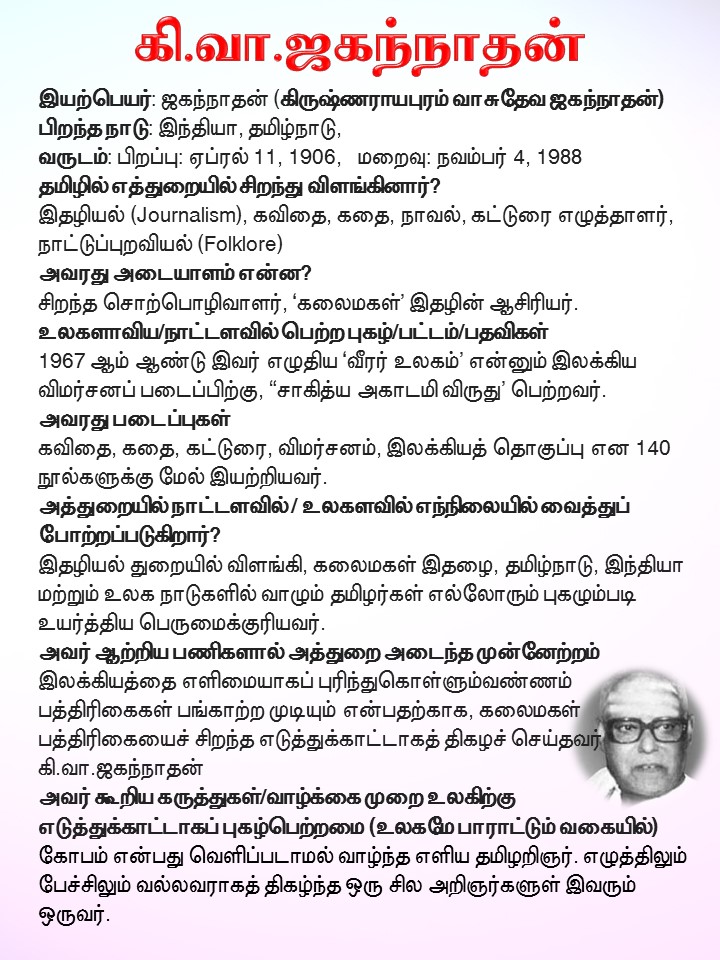 கி.வா.ஜகந்நாதன்
இயற்பெயர்: ஜகந்நாதன் (கிருஷ்ணராயபுரம் வாசுதேவ ஜகந்நாதன்)
பிறந்த நாடு: இந்தியா, தமிழ்நாடு,
வருடம்: பிறப்பு: ஏப்ரல் 11, 1906, மறைவு: நவம்பர் 4, 1988
தமிழில் எத்துறையில் சிறந்து விளங்கினார்?
இதழியல் (Journalism), கவிதை, கதை, நாவல், கட்டுரை எழுத்தாளர்,
நாட்டுப்புறவியல் (Folklore)
அவரது அடையாளம் என்ன?
சிறந்த சொற்பொழிவாளர், ‘கலைமகள்’ இதழின் ஆசிரியர்.
உலகளாவிய/நாட்டளவில் பெற்ற புகழ்/பட்டம்/பதவிகள்
1967 ஆம் ஆண்டு இவர் எழுதிய ‘வீரர் உலகம்’ என்னும் இலக்கிய
விமர்சனப் படைப்பிற்கு, “சாகித்ய அகாடமி விருது’ பெற்றவர்.
அவரது படைப்புகள்
கவிதை, கதை, கட்டுரை, விமர்சனம், இலக்கியத் தொகுப்பு என 140
நூல்களுக்கு மேல் இயற்றியவர்.
அத்துறையில் நாட்டளவில் / உலகளவில் எந்நிலையில் வைத்துப்
போற்றப்படுகிறார்?
இதழியல் துறையில் விளங்கி, கலைமகள் இதழை, தமிழ்நாடு, இந்தியா
மற்றும் உலக நாடுகளில் வாழும் தமிழர்கள் எல்லோரும் புகழும்படி
உயர்த்திய பெருமைக்குரியவர்.
அவர் ஆற்றிய பணிகளால் அத்துறை அடைந்த முன்னேற்றம்
இலக்கியத்தை எளிமையாகப் புரிந்துகொள்ளும்வண்ணம்
பத்திரிகைகள் பங்காற்ற முடியும் என்பதற்காக, கலைமகள்
பத்திரிகையைச் சிறந்த எடுத்துக்காட்டாகத் திகழச் செய்தவர்
கி.வா.ஜகந்நாதன்
அவர் கூறிய கருத்துகள்/வாழ்க்கை முறை உலகிற்கு
எடுத்துக்காட்டாகப் புகழ்பெற்றமை (உலகமே பாராட்டும் வகையில்)
கோபம் என்பது வெளிப்படாமல் வாழ்ந்த எளிய தமிழறிஞர். எழுத்திலும்
பேச்சிலும் வல்லவராகத் திகழ்ந்த ஒரு சில அறிஞர்களுள் இவரும்
ஒருவர்.